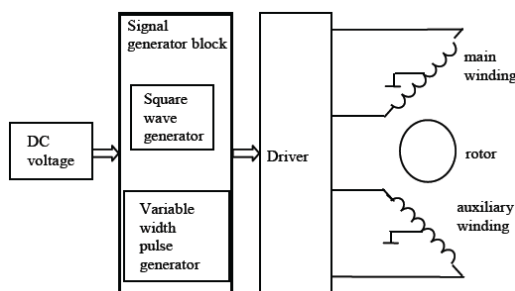 Signal
generator block
Square
wave
generator
Variable
width
pulse
generator
DC
voltage
Driver
main
winding
rotor
auxiliary
winding